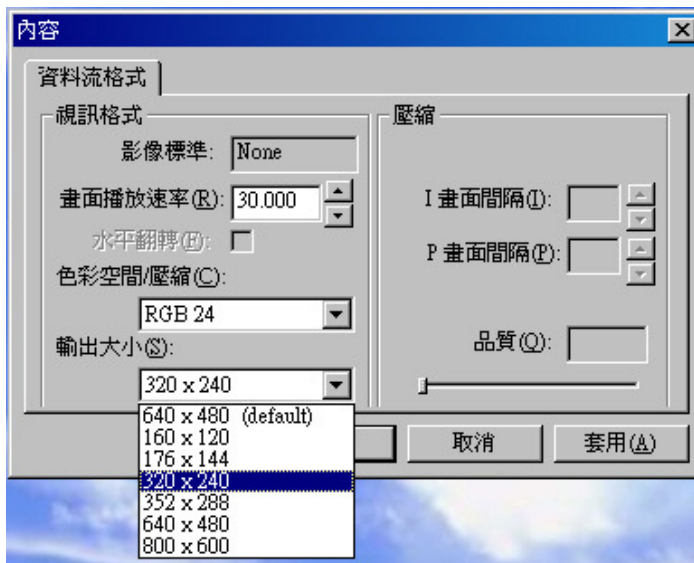 內容
資料流格式
視訊格式
影像標準: None
畫面播放速率(R): 30.000
水平翻轉(F):
色彩空間/壓縮(C):
RGB 24
輸出大小(S):
320 x 240
640 x 480 (default)
160 x 120
176 x 144
320 x 240
352 x 288
640 x 480
800 x 600
壓縮
I 畫面間隔(I):
P 畫面間隔(P):
品質(Q):
取消
套用(A)